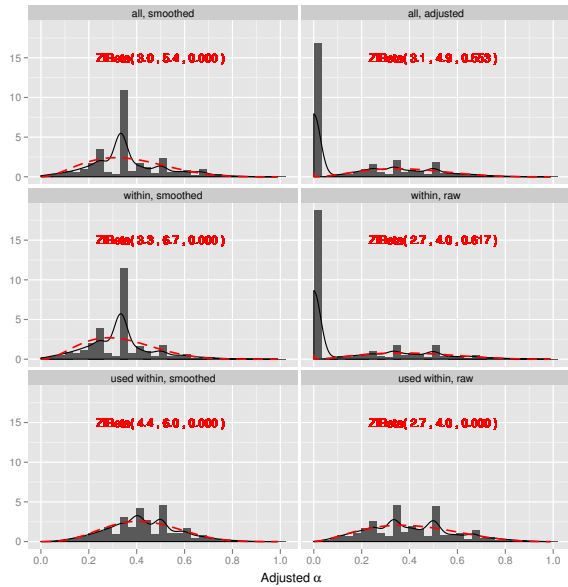 all, smoothed
all, adjusted
ZIBeta( 3.0 , 5.4 , 0.000 )
ZIBeta( 3.1 , 4.9 , 0.553 )
15
10
5
0
within, smoothed
within, raw
ZIBeta( 3.3 , 6.7 , 0.000 )
ZIBeta( 2.7 , 4.0 , 0.617 )
15
10
5
0
used within, smoothed
used within, raw
ZIBeta( 4.4 , 6.0 , 0.000 )
ZIBeta( 2.7 , 4.0 , 0.000 )
15
10
5
0
0.0 0.2 0.4 0.6 0.8 1.0 0.0 0.2 0.4 0.6 0.8 1.0
Adjusted α